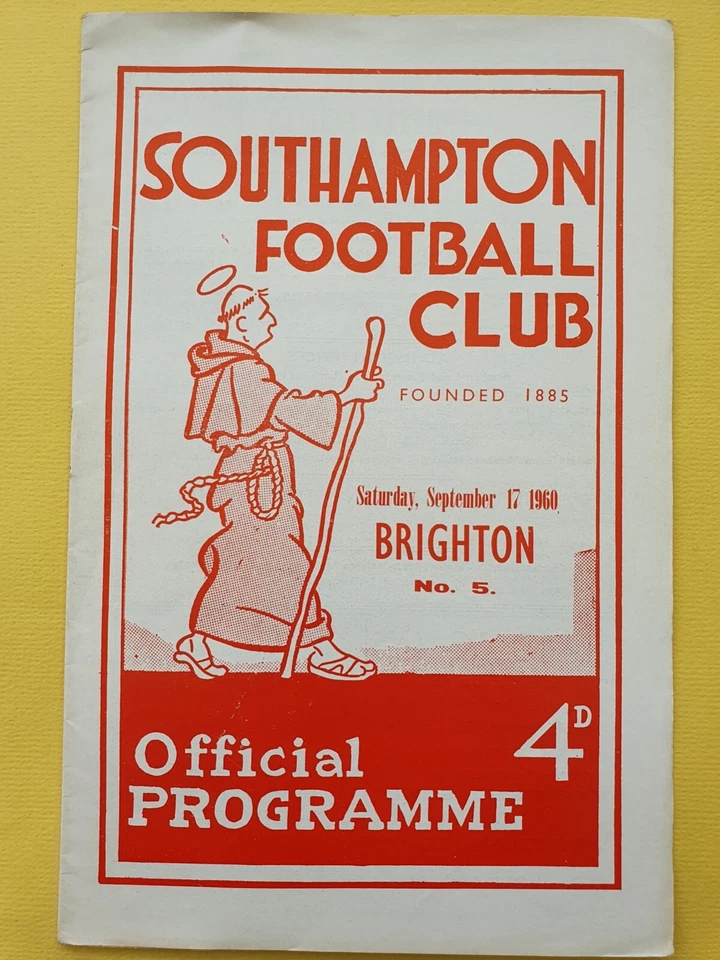 SOUTHAMPTON
FOOTBALL
CLUB
FOUNDED 1885
Saturday, September 17 1960.
BRIGHTON
No. 5.
Official
PROGRAMME
4D